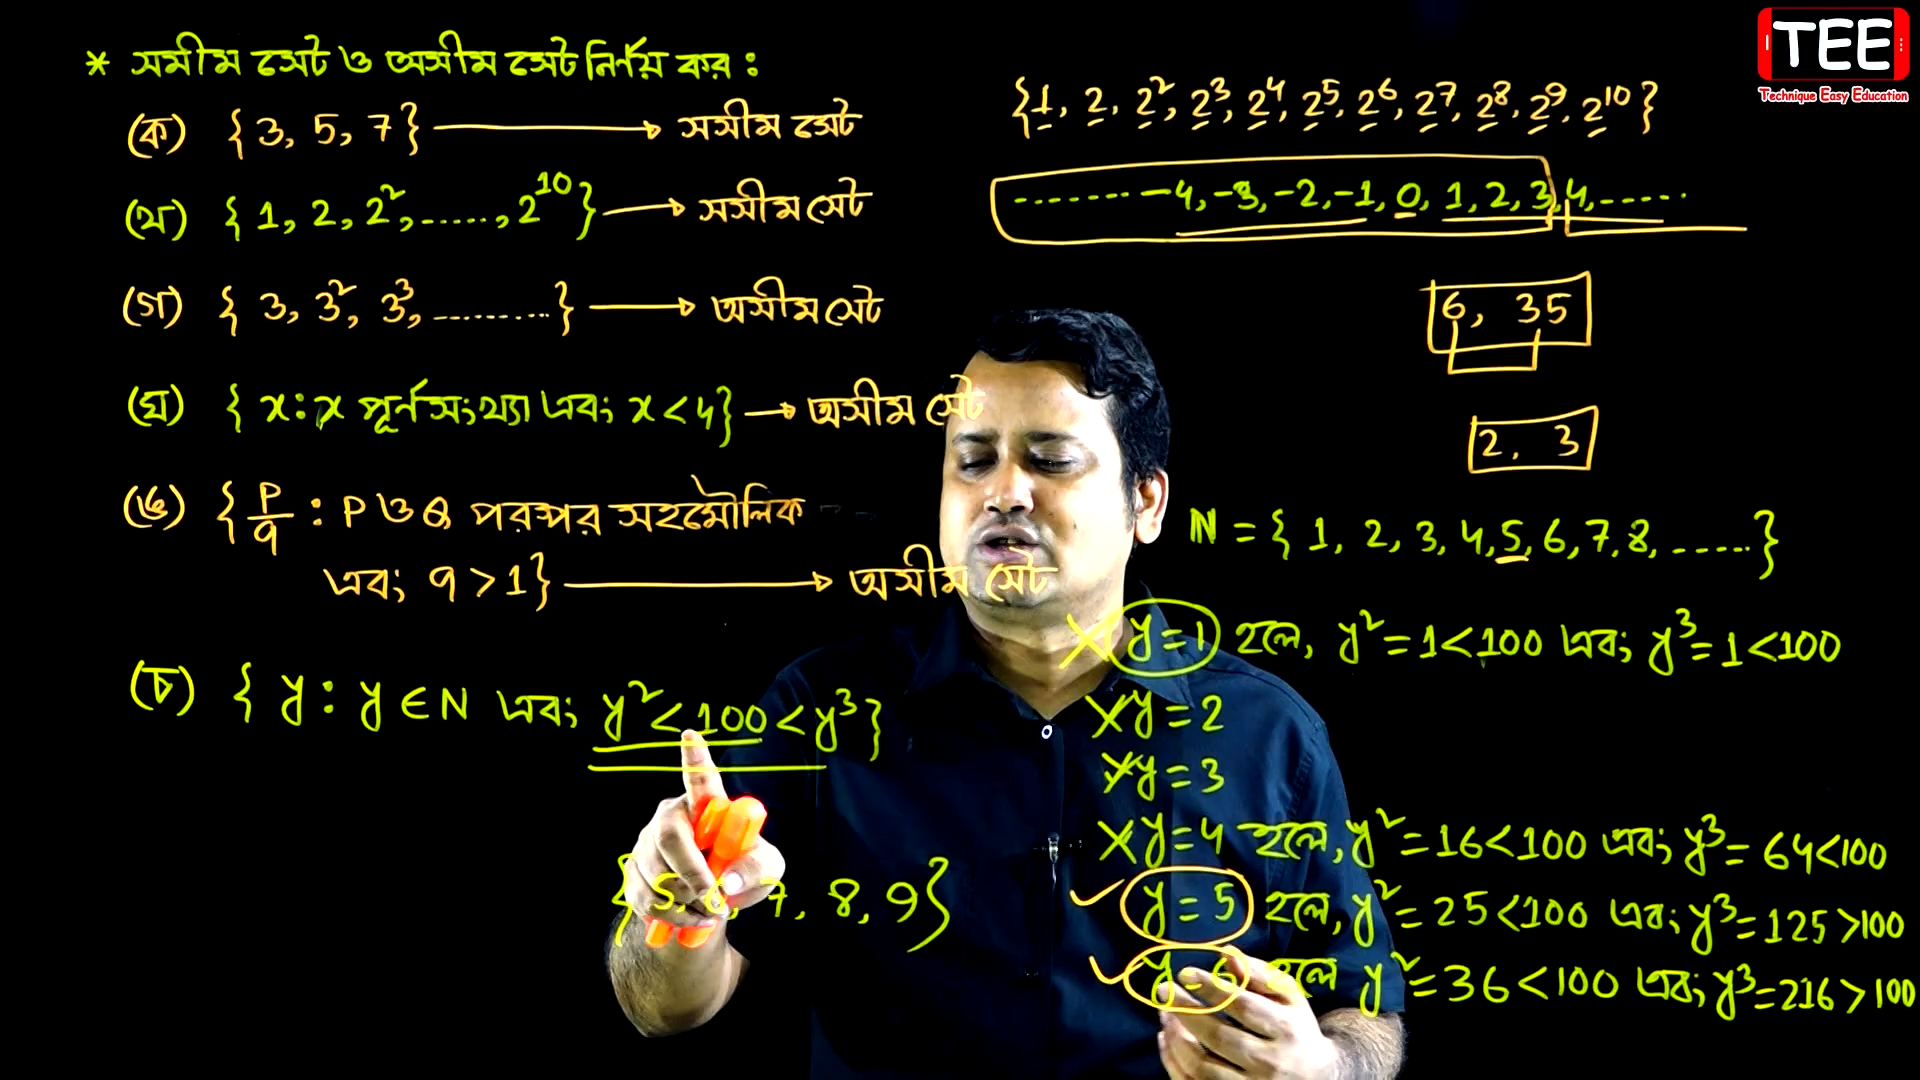 * সসীম সেট ও অসীম সেট নির্ণয় কর :
(ক) {3, 5, 7} → সসীম সেট
(খ) {1, 2, 2², ......, 2¹⁰} → সসীম সেট
(গ) {3, 3², 3³, ..........} → অসীম সেট
(ঘ) {x : x পূর্নসংখ্যা এবং x < 4} → অসীম সেট
(ঙ) {P/q : P ও Q পরস্পর সহমৌলিক
এবং q > 1} → অসীম সেট
(চ) {y : y ∈ N এবং y² < 100 < y³}
{5, 6, 7, 8, 9}
TEE
Technique Easy Education
{1, 2, 2², 2³, 2⁴, 2⁵, 2⁶, 2⁷, 2⁸, 2⁹, 2¹⁰}
........ -4, -3, -2, -1, 0, 1, 2, 3, 4, ......
6, 35
2, 3
N = {1, 2, 3, 4, 5, 6, 7, 8, ......}
X y = 1 হলে, y² = 1 < 100 এবং y³ = 1 < 100
X y = 2
X y = 3
X y = 4 হলে, y² = 16 < 100 এবং y³ = 64 < 100
✓ y = 5 হলে, y² = 25 < 100 এবং y³ = 125 > 100
✓ y = 6 হলে y² = 36 < 100 এবং y³ = 216 > 100